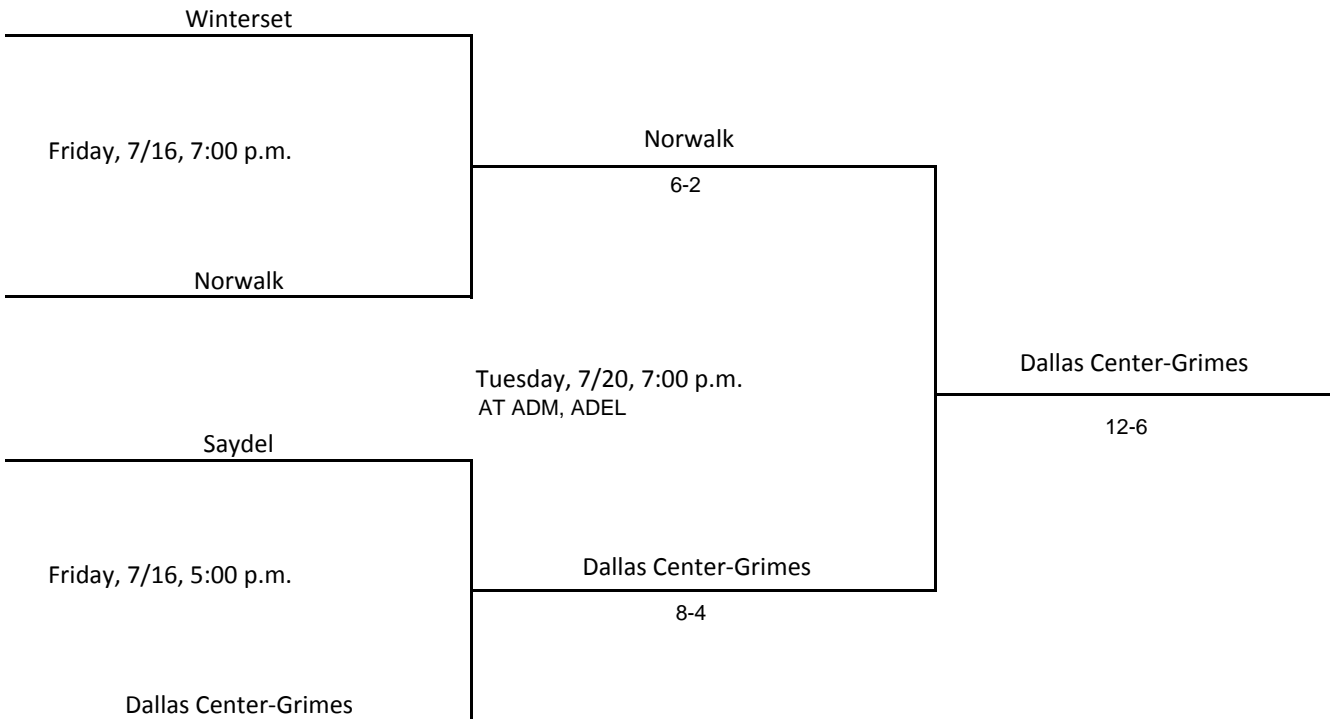 Winterset
Friday, 7/16, 7:00 p.m.
Norwalk
6-2
Norwalk
Tuesday, 7/20, 7:00 p.m.
AT ADM, ADEL
Dallas Center-Grimes
12-6
Saydel
Friday, 7/16, 5:00 p.m.
Dallas Center-Grimes
8-4
Dallas Center-Grimes